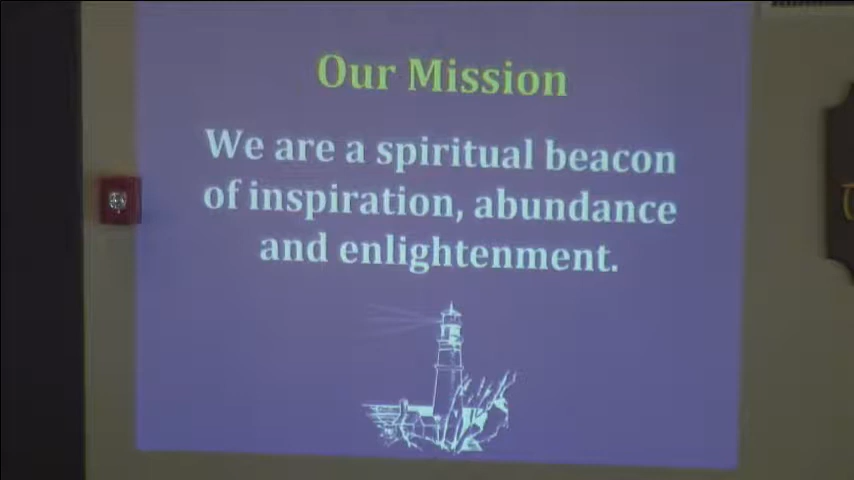 Our Mission
We are a spiritual beacon
of inspiration, abundance
and enlightenment.